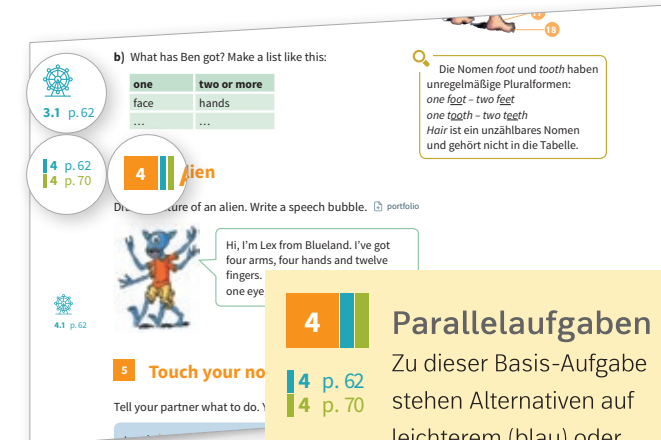 18
b) What has Ben got? Make a list like this:
one two or more
face hands
... ...
Die Nomen foot und tooth haben
unregelmäßige Pluralformen:
one foot – two feet
one tooth – two teeth
Hair ist ein unzählbares Nomen
und gehört nicht in die Tabelle.
3.1 p. 62
4 p. 62
4 p. 70
4
of an alien. Write a speech bubble. portfolio
Hi, I'm Lex from Blueland. I've got
four arms, four hands and twelve
fingers.
one eye
4.1 p. 62
5 Touch your
Tell your partner what to do.
4 Parallelaufgaben
4 p. 62
4 p. 70
Zu dieser Basis-Aufgabe
stehen Alternativen auf
leichterem (blau) oder